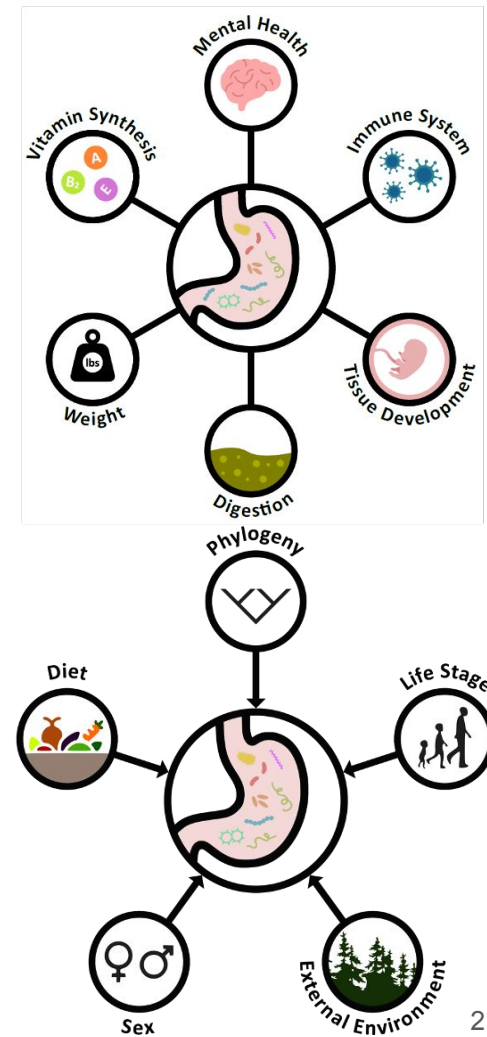 Mental Health
Vitamin Synthesis
Immune System
A
B₂
E
lbs
Weight
Tissue Development
Digestion
Phylogeny
Diet
Life Stage
Sex
External Environment
2